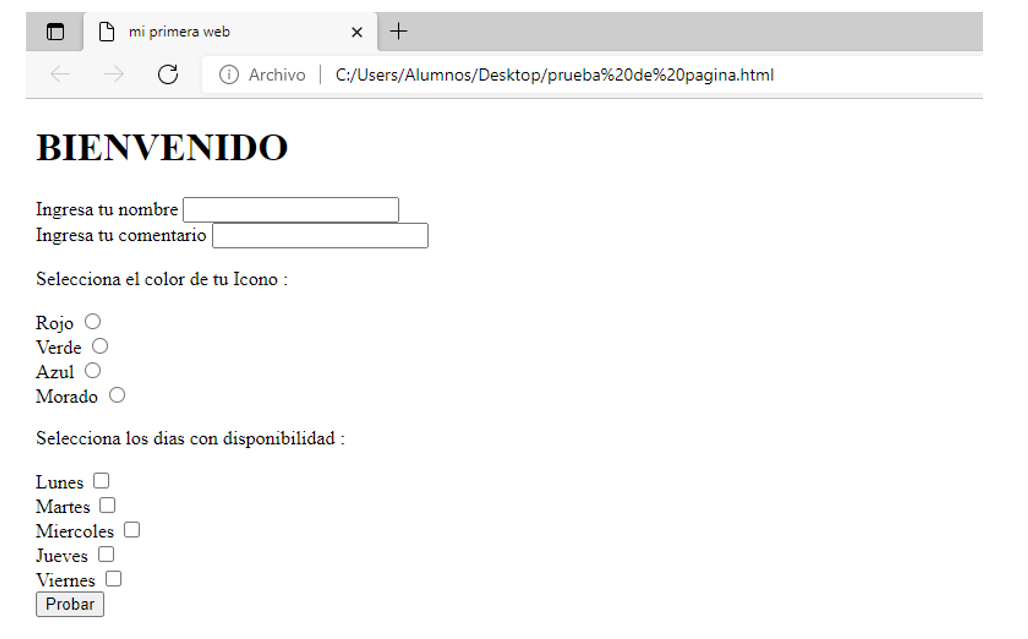 mi primera web
Archivo | C:/Users/Alumnos/Desktop/prueba%20de%20pagina.html
BIENVENIDO
Ingresa tu nombre
Ingresa tu comentario
Selecciona el color de tu Icono :
Rojo
Verde
Azul
Morado
Selecciona los dias con disponibilidad :
Lunes
Martes
Miercoles
Jueves
Viernes
Probar